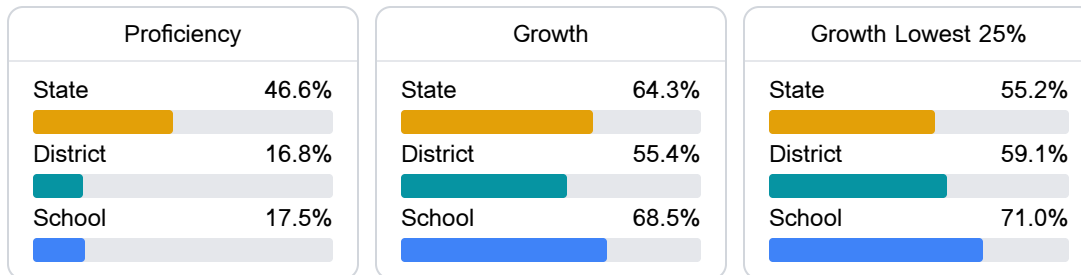 Proficiency
State 46.6%
District 16.8%
School 17.5%
Growth
State 64.3%
District 55.4%
School 68.5%
Growth Lowest 25%
State 55.2%
District 59.1%
School 71.0%